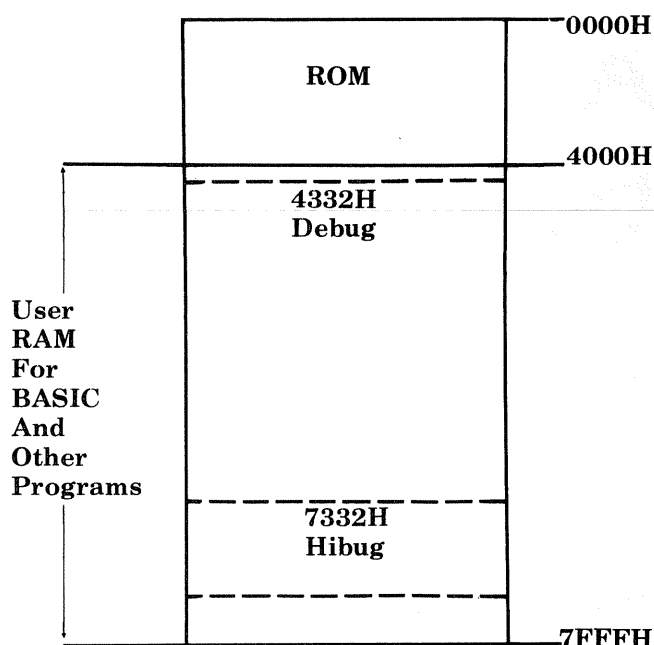 0000H
ROM
4000H
4332H
Debug
User
RAM
For
BASIC
And
Other
Programs
7332H
Hibug
7FFFH